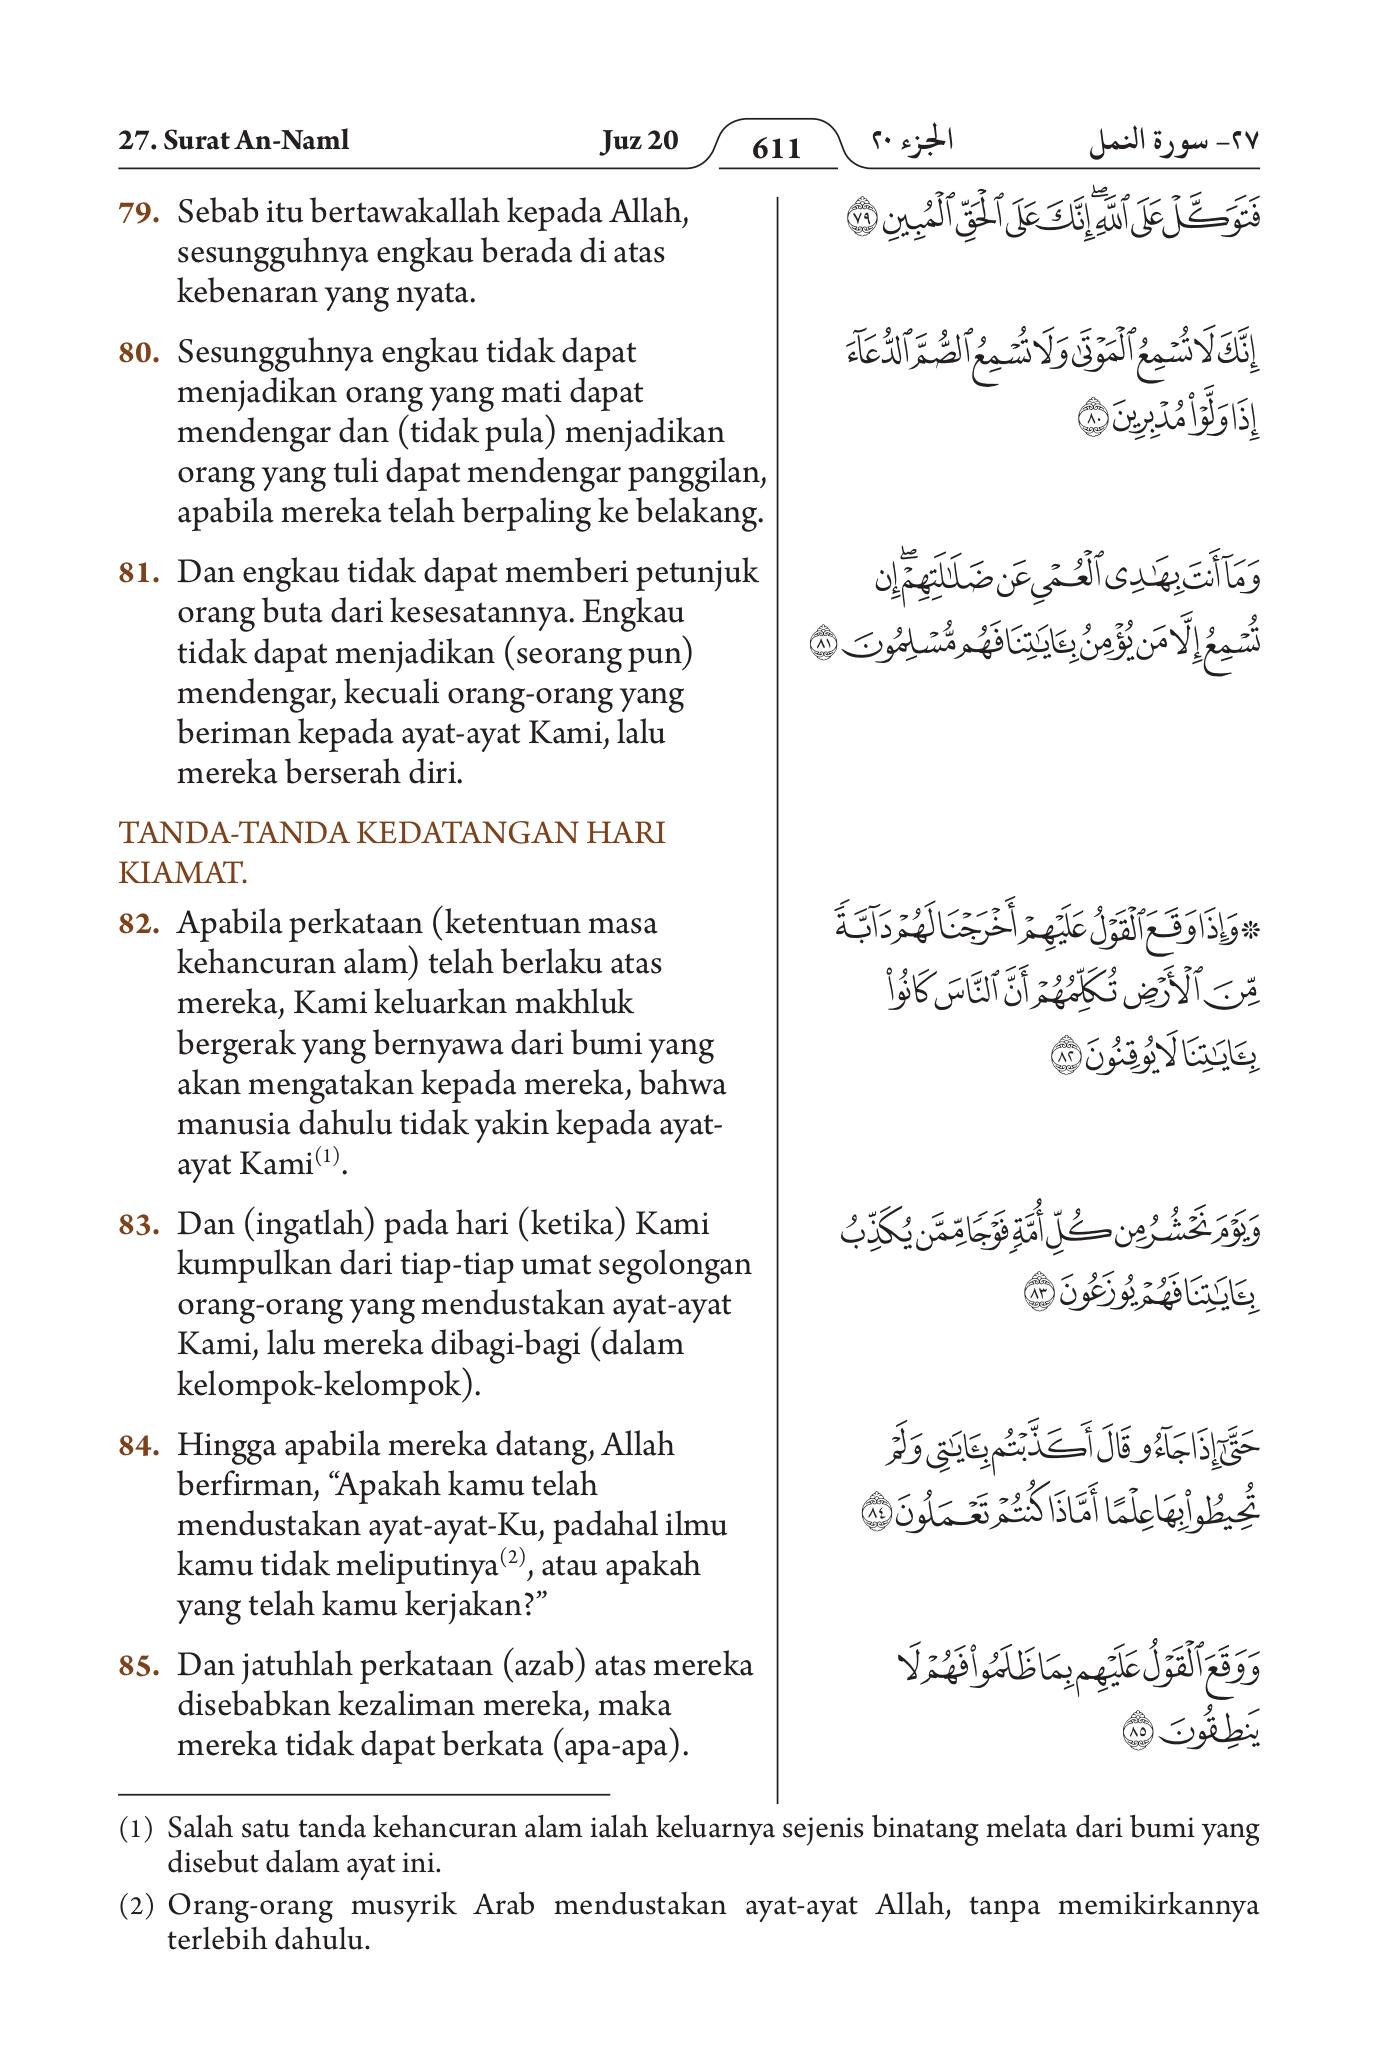 27. Surat An-Naml Juz 20 611 الجزء ٢٠ ٢٧- سورة النمل
79. Sebab itu bertawakallah kepada Allah,
sesungguhnya engkau berada di atas
kebenaran yang nyata.
80. Sesungguhnya engkau tidak dapat
menjadikan orang yang mati dapat
mendengar dan (tidak pula) menjadikan
orang yang tuli dapat mendengar panggilan,
apabila mereka telah berpaling ke belakang.
81. Dan engkau tidak dapat memberi petunjuk
orang buta dari kesesatannya. Engkau
tidak dapat menjadikan (seorang pun)
mendengar, kecuali orang-orang yang
beriman kepada ayat-ayat Kami, lalu
mereka berserah diri.
TANDA-TANDA KEDATANGAN HARI
KIAMAT.
82. Apabila perkataan (ketentuan masa
kehancuran alam) telah berlaku atas
mereka, Kami keluarkan makhluk
bergerak yang bernyawa dari bumi yang
akan mengatakan kepada mereka, bahwa
manusia dahulu tidak yakin kepada ayat-
ayat Kami(1).
83. Dan (ingatlah) pada hari (ketika) Kami
kumpulkan dari tiap-tiap umat segolongan
orang-orang yang mendustakan ayat-ayat
Kami, lalu mereka dibagi-bagi (dalam
kelompok-kelompok).
84. Hingga apabila mereka datang, Allah
berfirman, “Apakah kamu telah
mendustakan ayat-ayat-Ku, padahal ilmu
kamu tidak meliputinya(2), atau apakah
yang telah kamu kerjakan?”
85. Dan jatuhlah perkataan (azab) atas mereka
disebabkan kezaliman mereka, maka
mereka tidak dapat berkata (apa-apa).
فَتَوَكَّلْ عَلَى ٱللَّهِۖ إِنَّكَ عَلَى ٱلْحَقِّ ٱلْمُبِينِ ٧٩
إِنَّكَ لَا تُسْمِعُ ٱلْمَوْتَىٰ وَلَا تُسْمِعُ ٱلصُّمَّ ٱلدُّعَآءَ
إِذَا وَلَّوْا۟ مُدْبِرِينَ ٨٠
وَمَآ أَنتَ بِهَـٰدِى ٱلْعُمْىِ عَن ضَلَـٰلَتِهِمْۖ إِن
تُسْمِعُ إِلَّا مَن يُؤْمِنُ بِـَٔايَـٰتِنَا فَهُم مُّسْلِمُونَ ٨١
۞ وَإِذَا وَقَعَ ٱلْقَوْلُ عَلَيْهِمْ أَخْرَجْنَا لَهُمْ دَآبَّةً
مِّنَ ٱلْأَرْضِ تُكَلِّمُهُمْ أَنَّ ٱلنَّاسَ كَانُوا۟
بِـَٔايَـٰتِنَا لَا يُوقِنُونَ ٨٢
وَيَوْمَ نَحْشُرُ مِن كُلِّ أُمَّةٍ فَوْجًا مِّمَّن يُكَذِّبُ
بِـَٔايَـٰتِنَا فَهُمْ يُوزَعُونَ ٨٣
حَتَّىٰٓ إِذَا جَآءُو قَالَ أَكَذَّبْتُم بِـَٔايَـٰتِى وَلَمْ
تُحِيطُوا۟ بِهَا عِلْمًا أَمَّاذَا كُنتُمْ تَعْمَلُونَ ٨٤
وَوَقَعَ ٱلْقَوْلُ عَلَيْهِم بِمَا ظَلَمُوا۟ فَهُمْ لَا
يَنطِقُونَ ٨٥
(1) Salah satu tanda kehancuran alam ialah keluarnya sejenis binatang melata dari bumi yang
disebut dalam ayat ini.
(2) Orang-orang musyrik Arab mendustakan ayat-ayat Allah, tanpa memikirkannya
terlebih dahulu.